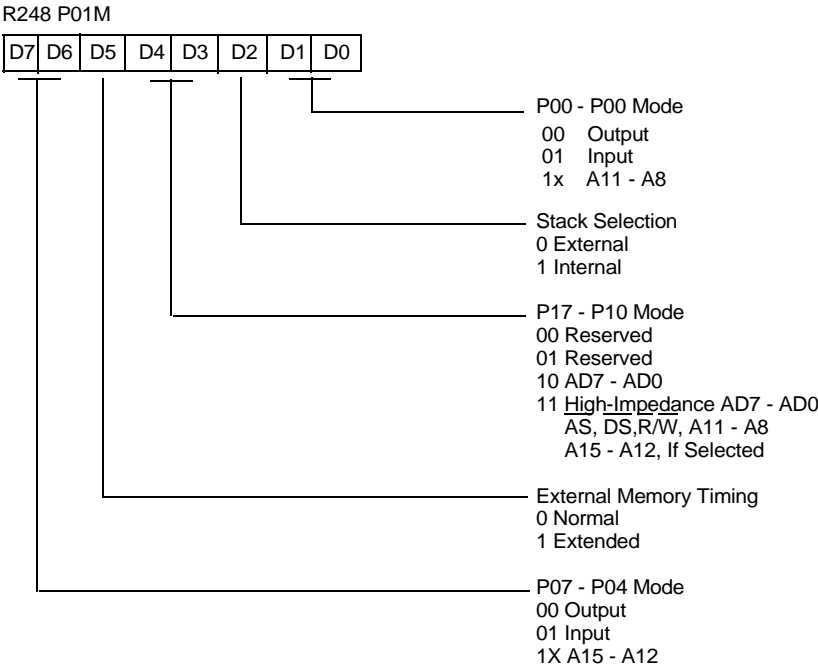 R248 P01M
D7 D6 D5 D4 D3 D2 D1 D0
P00 - P00 Mode
00 Output
01 Input
1x A11 - A8
Stack Selection
0 External
1 Internal
P17 - P10 Mode
00 Reserved
01 Reserved
10 AD7 - AD0
11 High-Impedance AD7 - AD0
AS, DS,R/W, A11 - A8
A15 - A12, If Selected
External Memory Timing
0 Normal
1 Extended
P07 - P04 Mode
00 Output
01 Input
1X A15 - A12